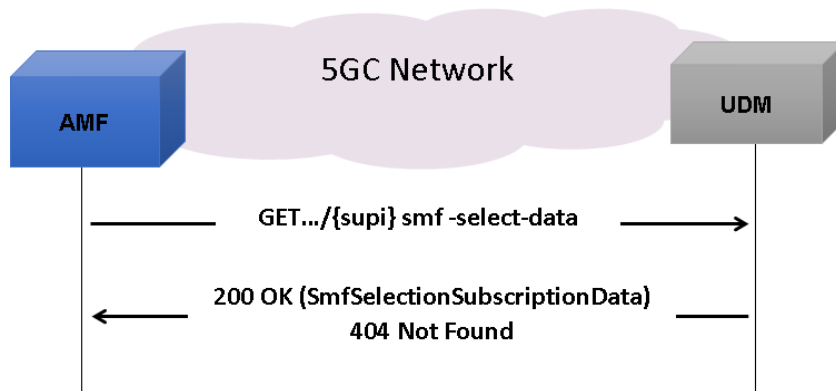 5GC Network
AMF
UDM
GET.../{supi} smf -select-data
200 OK (SmfSelectionSubscriptionData)
404 Not Found